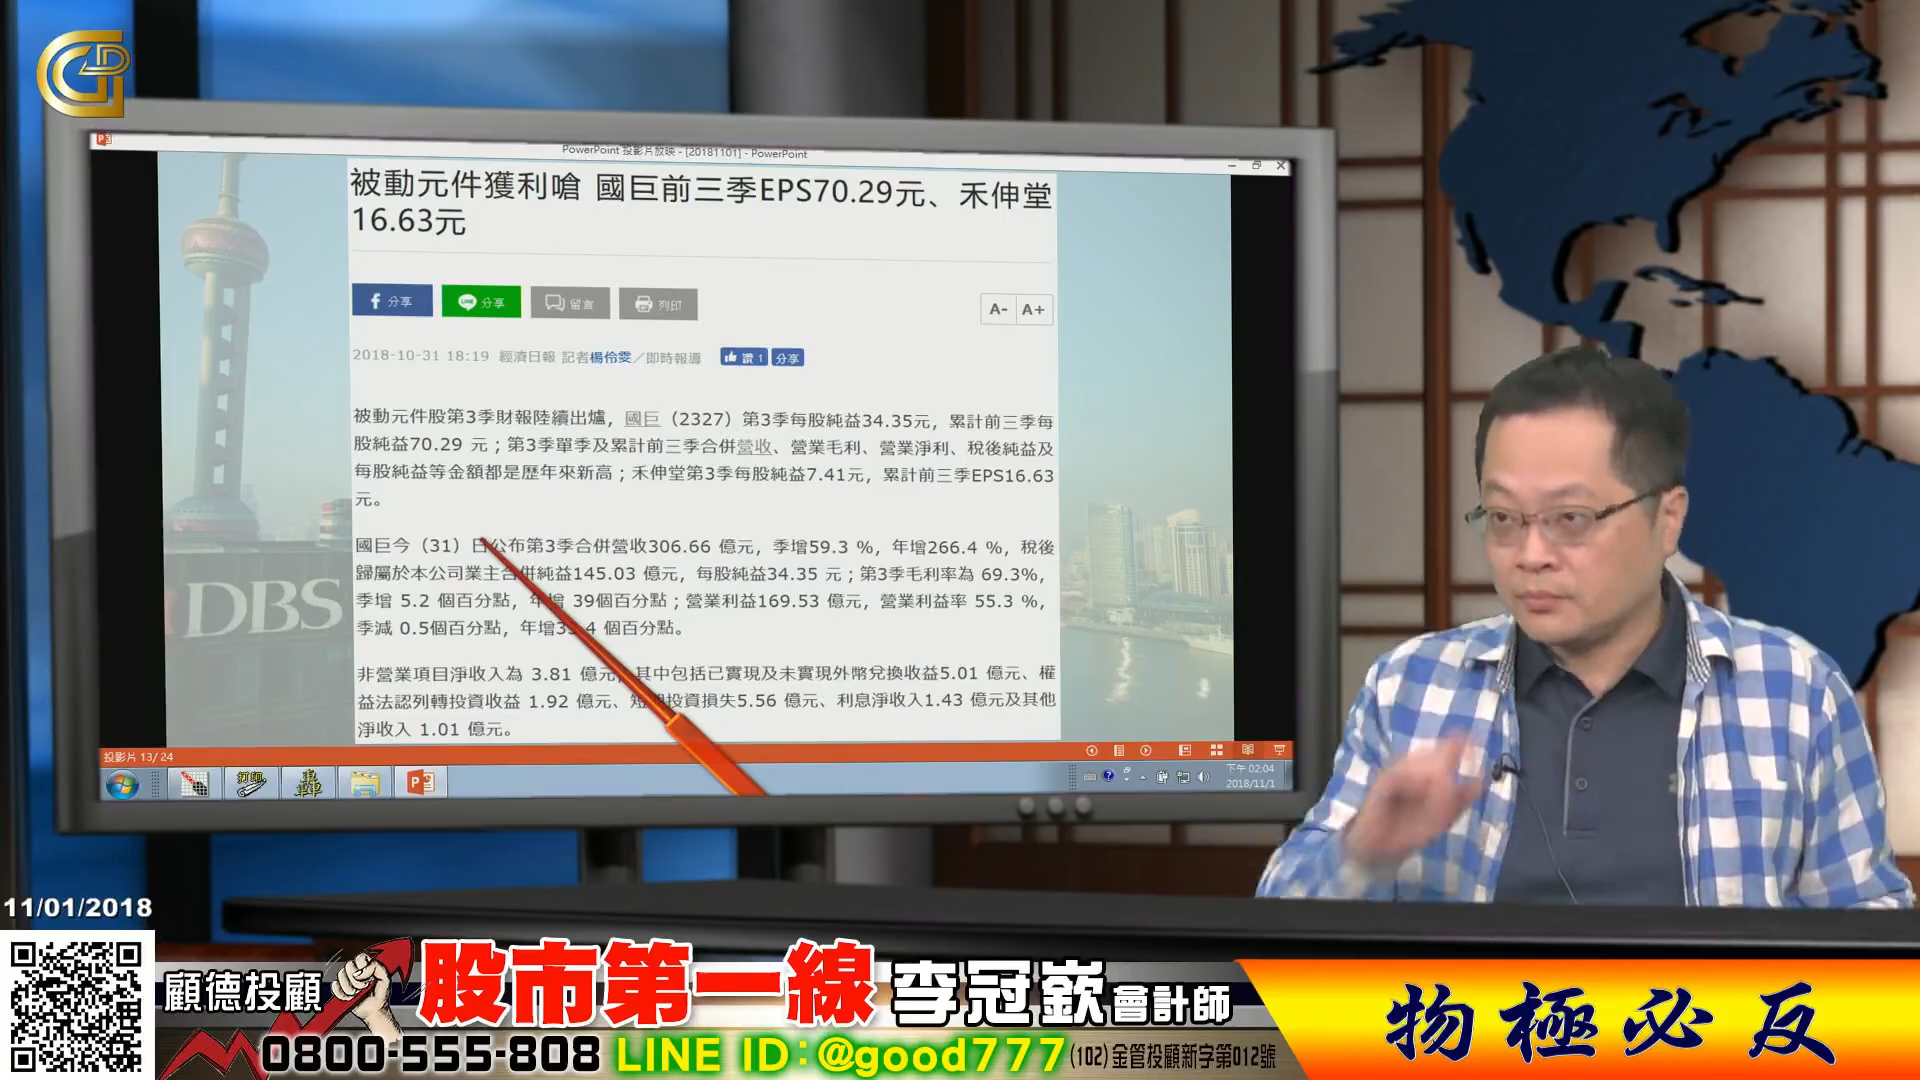 PowerPoint 投影片放映 - [20181101] - PowerPoint
被動元件獲利嗆 國巨前三季EPS70.29元、禾伸堂
16.63元
分享 分享 留言 列印 A- A+
2018-10-31 18:19 經濟日報 記者楊伶雯／即時報導 讚 1 分享
被動元件股第3季財報陸續出爐，國巨（2327）第3季每股純益34.35元，累計前三季每
股純益70.29 元；第3季單季及累計前三季合併營收、營業毛利、營業淨利、稅後純益及
每股純益等金額都是歷年來新高；禾伸堂第3季每股純益7.41元，累計前三季EPS16.63
元。
國巨今（31）日公布第3季合併營收306.66 億元，季增59.3 %，年增266.4 %，稅後
歸屬於本公司業主合併純益145.03 億元，每股純益34.35 元；第3季毛利率為 69.3%，
季增 5.2 個百分點，年增 39個百分點；營業利益169.53 億元，營業利益率 55.3 %，
季減 0.5個百分點，年增3 .4 個百分點。
非營業項目淨收入為 3.81 億元，其中包括已實現及未實現外幣兌換收益5.01 億元、權
益法認列轉投資收益 1.92 億元、短期投資損失5.56 億元、利息淨收入1.43 億元及其他
淨收入 1.01 億元。
DBS
投影片 13/ 24
打印
下午 02:04
2018/11/1
11/01/2018
顧德投顧 股市第一線 李冠嶔 會計師
0800-555-808 LINE ID：@good777 (102)金管投顧新字第012號
物極必反